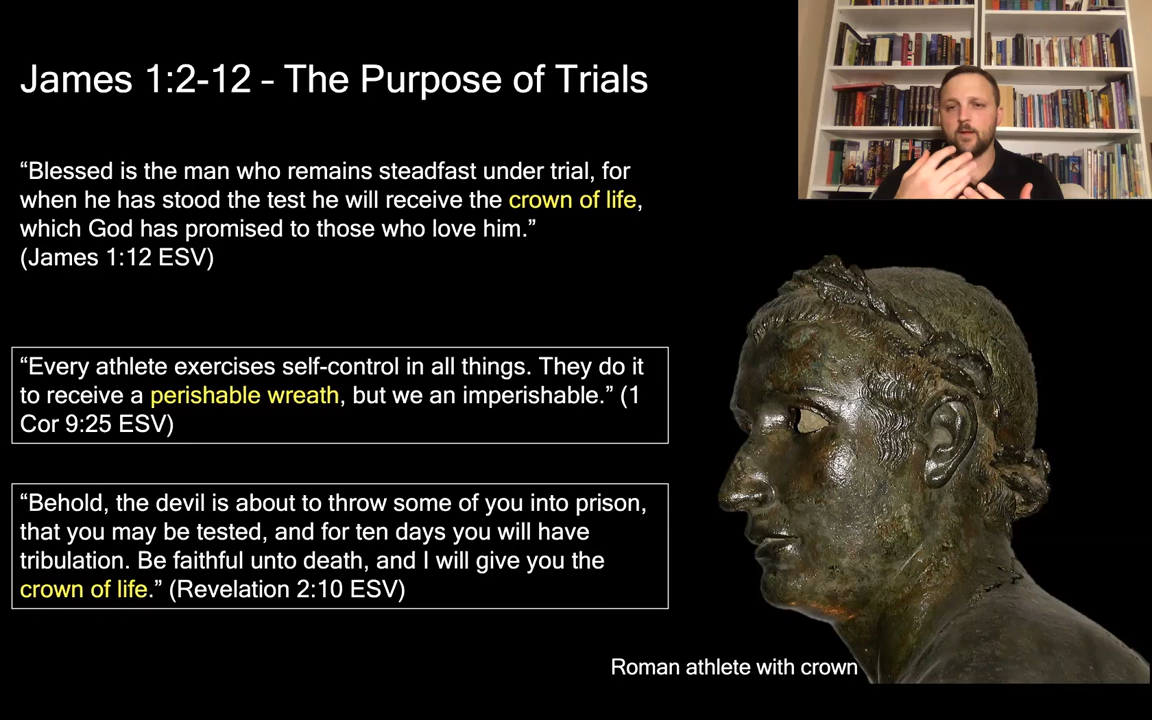 James 1:2-12 – The Purpose of Trials
“Blessed is the man who remains steadfast under trial, for
when he has stood the test he will receive the crown of life,
which God has promised to those who love him.”
(James 1:12 ESV)
“Every athlete exercises self-control in all things. They do it
to receive a perishable wreath, but we an imperishable.” (1
Cor 9:25 ESV)
“Behold, the devil is about to throw some of you into prison,
that you may be tested, and for ten days you will have
tribulation. Be faithful unto death, and I will give you the
crown of life.” (Revelation 2:10 ESV)
Roman athlete with crown